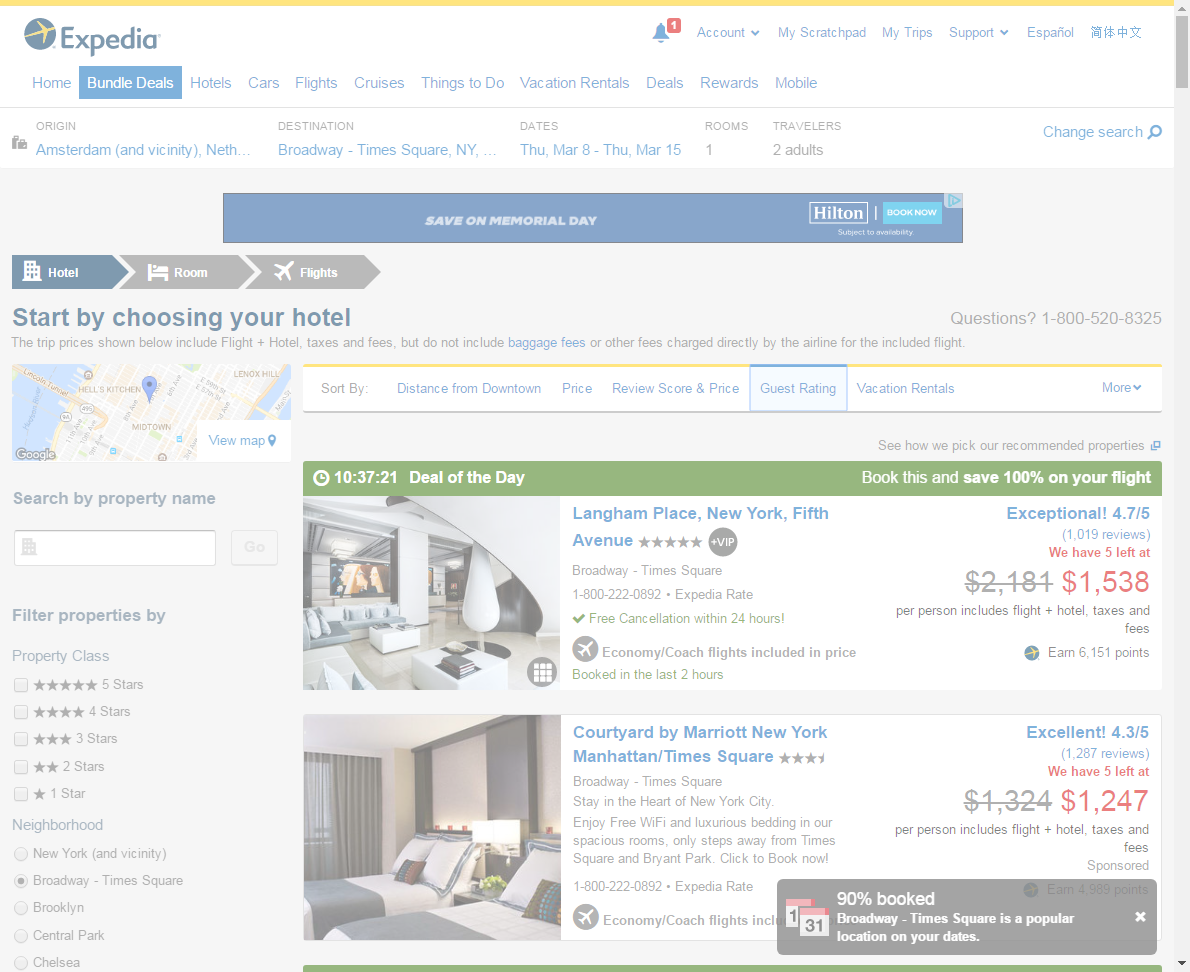 Expedia
1
Account
My Scratchpad
My Trips
Support
Español
简体中文
Home
Bundle Deals
Hotels
Cars
Flights
Cruises
Things to Do
Vacation Rentals
Deals
Rewards
Mobile
ORIGIN
Amsterdam (and vicinity), Neth...
DESTINATION
Broadway - Times Square, NY, ...
DATES
Thu, Mar 8 - Thu, Mar 15
ROOMS
1
TRAVELERS
2 adults
Change search
SAVE ON MEMORIAL DAY
Hilton
BOOK NOW
Subject to availability
Hotel
Room
Flights
Start by choosing your hotel
Questions? 1-800-520-8325
The trip prices shown below include Flight + Hotel, taxes and fees, but do not include baggage fees or other fees charged directly by the airline for the included flight.
Lincoln Tunnel
HELL'S KITCHEN
LENOX HILL
MIDTOWN
Google
View map
Sort By:
Distance from Downtown
Price
Review Score & Price
Guest Rating
Vacation Rentals
More
See how we pick our recommended properties
Search by property name
Go
Filter properties by
Property Class
5 Stars
4 Stars
3 Stars
2 Stars
1 Star
Neighborhood
New York (and vicinity)
Broadway - Times Square
Brooklyn
Central Park
Chelsea
10:37:21 Deal of the Day
Book this and save 100% on your flight
Langham Place, New York, Fifth
Avenue +VIP
Broadway - Times Square
1-800-222-0892 • Expedia Rate
Free Cancellation within 24 hours!
Economy/Coach flights included in price
Booked in the last 2 hours
Exceptional! 4.7/5
(1,019 reviews)
We have 5 left at
$2,181 $1,538
per person includes flight + hotel, taxes and
fees
Earn 6,151 points
Courtyard by Marriott New York
Manhattan/Times Square
Broadway - Times Square
Stay in the Heart of New York City.
Enjoy Free WiFi and luxurious bedding in our
spacious rooms, only steps away from Times
Square and Bryant Park. Click to Book now!
1-800-222-0892 • Expedia Rate
Economy/Coach flights inclu
Excellent! 4.3/5
(1,287 reviews)
We have 5 left at
$1,324 $1,247
per person includes flight + hotel, taxes and
fees
Sponsored
Earn 4,989 points
1
31
90% booked
Broadway - Times Square is a popular
location on your dates.